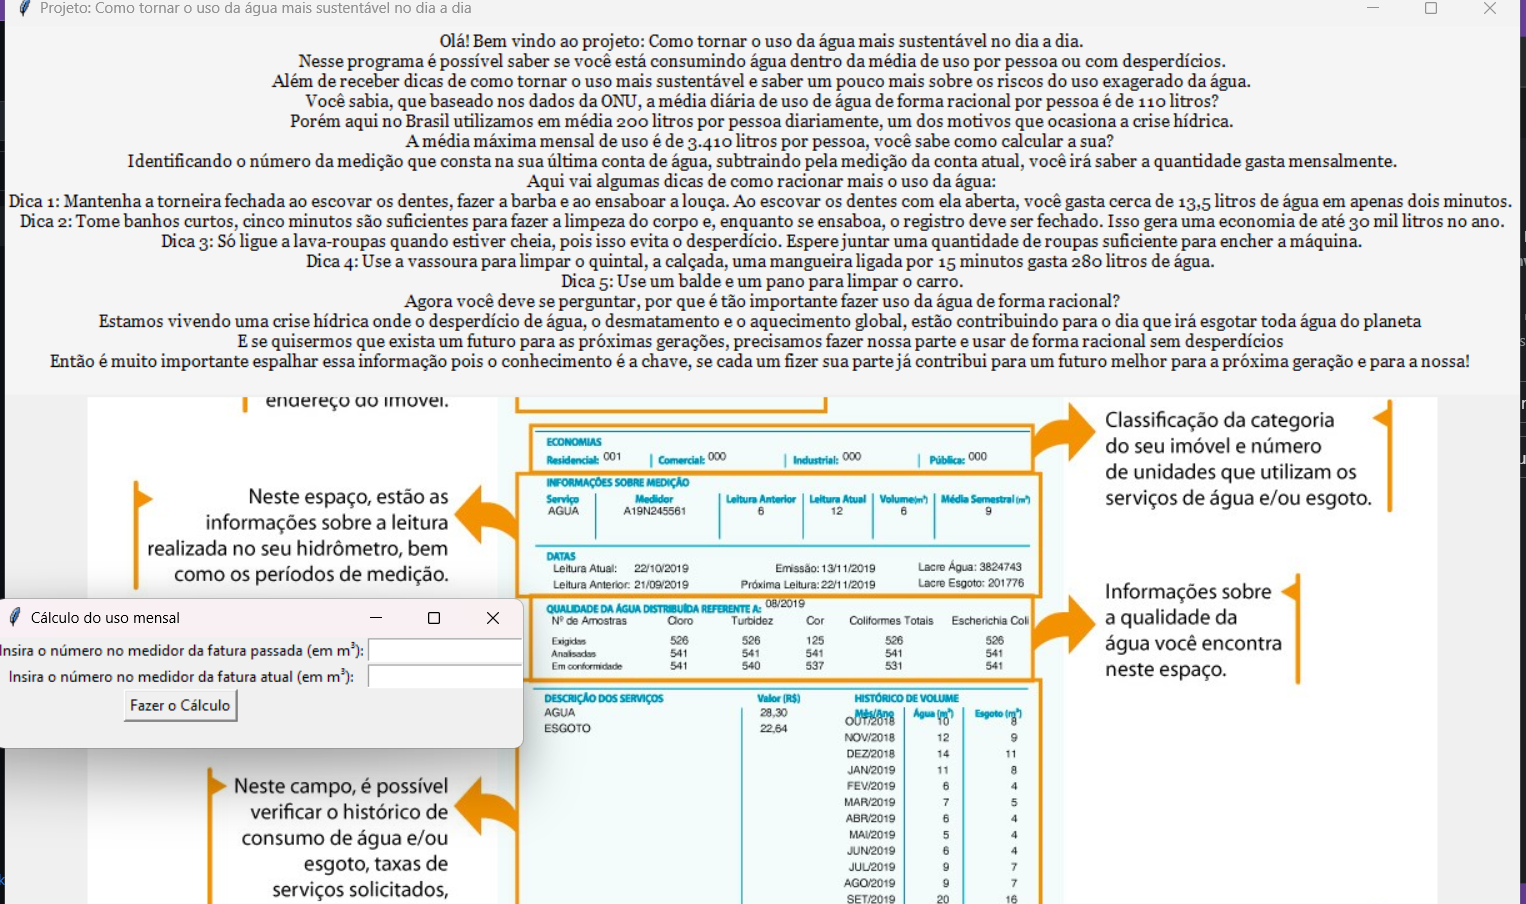 Projeto: Como tornar o uso da água mais sustentável no dia a dia
Olá! Bem vindo ao projeto: Como tornar o uso da água mais sustentável no dia a dia.
Nesse programa é possível saber se você está consumindo água dentro da média de uso por pessoa ou com desperdícios.
Além de receber dicas de como tornar o uso mais sustentável e saber um pouco mais sobre os riscos do uso exagerado da água.
Você sabia, que baseado nos dados da ONU, a média diária de uso de água de forma racional por pessoa é de 110 litros?
Porém aqui no Brasil utilizamos em média 200 litros por pessoa diariamente, um dos motivos que ocasiona a crise hídrica.
A média máxima mensal de uso é de 3.410 litros por pessoa, você sabe como calcular a sua?
Identificando o número da medição que consta na sua última conta de água, subtraindo pela medição da conta atual, você irá saber a quantidade gasta mensalmente.
Aqui vai algumas dicas de como racionar mais o uso da água:
Dica 1: Mantenha a torneira fechada ao escovar os dentes, fazer a barba e ao ensaboar a louça. Ao escovar os dentes com ela aberta, você gasta cerca de 13,5 litros de água em apenas dois minutos.
Dica 2: Tome banhos curtos, cinco minutos são suficientes para fazer a limpeza do corpo e, enquanto se ensaboa, o registro deve ser fechado. Isso gera uma economia de até 30 mil litros no ano.
Dica 3: Só ligue a lava-roupas quando estiver cheia, pois isso evita o desperdício. Espere juntar uma quantidade de roupas suficiente para encher a máquina.
Dica 4: Use a vassoura para limpar o quintal, a calçada, uma mangueira ligada por 15 minutos gasta 280 litros de água.
Dica 5: Use um balde e um pano para limpar o carro.
Agora você deve se perguntar, por que é tão importante fazer uso da água de forma racional?
Estamos vivendo uma crise hídrica onde o desperdício de água, o desmatamento e o aquecimento global, estão contribuindo para o dia que irá esgotar toda água do planeta
E se quisermos que exista um futuro para as próximas gerações, precisamos fazer nossa parte e usar de forma racional sem desperdícios
Então é muito importante espalhar essa informação pois o conhecimento é a chave, se cada um fizer sua parte já contribui para um futuro melhor para a próxima geração e para a nossa!
endereço do imóvel.
Neste espaço, estão as
informações sobre a leitura
realizada no seu hidrômetro, bem
como os períodos de medição.
Cálculo do uso mensal
Insira o número no medidor da fatura passada (em m³):
Insira o número no medidor da fatura atual (em m³):
Fazer o Cálculo
Neste campo, é possível
verificar o histórico de
consumo de água e/ou
esgoto, taxas de
serviços solicitados,
ECONOMIAS
Residencial: 001 Comercial: 000 Industrial: 000 Pública: 000
INFORMAÇÕES SOBRE MEDIÇÃO
Serviço Medidor Leitura Anterior Leitura Atual Volume(m³) Média Semestral (m³)
AGUA A19N245561 6 12 6 9
DATAS
Leitura Atual: 22/10/2019 Emissão: 13/11/2019 Lacre Água: 3824743
Leitura Anterior: 21/09/2019 Próxima Leitura: 22/11/2019 Lacre Esgoto: 201776
QUALIDADE DA ÁGUA DISTRIBUÍDA REFERENTE A: 08/2019
Nº de Amostras Cloro Turbidez Cor Coliformes Totais Escherichia Coli
Exigidas 526 526 125 526 526
Analisadas 541 541 541 541 541
Em conformidade 541 540 537 531 541
DESCRIÇÃO DOS SERVIÇOS Valor (R$)
AGUA 28,30
ESGOTO 22,64
HISTÓRICO DE VOLUME
Mês/Ano Água (m³) Esgoto (m³)
OUT/2018 10 8
NOV/2018 12 9
DEZ/2018 14 11
JAN/2019 11 8
FEV/2019 6 4
MAR/2019 7 5
ABR/2019 6 4
MAI/2019 5 4
JUN/2019 6 4
JUL/2019 9 7
AGO/2019 9 7
SET/2019 20 16
Classificação da categoria
do seu imóvel e número
de unidades que utilizam os
serviços de água e/ou esgoto.
Informações sobre
a qualidade da
água você encontra
neste espaço.